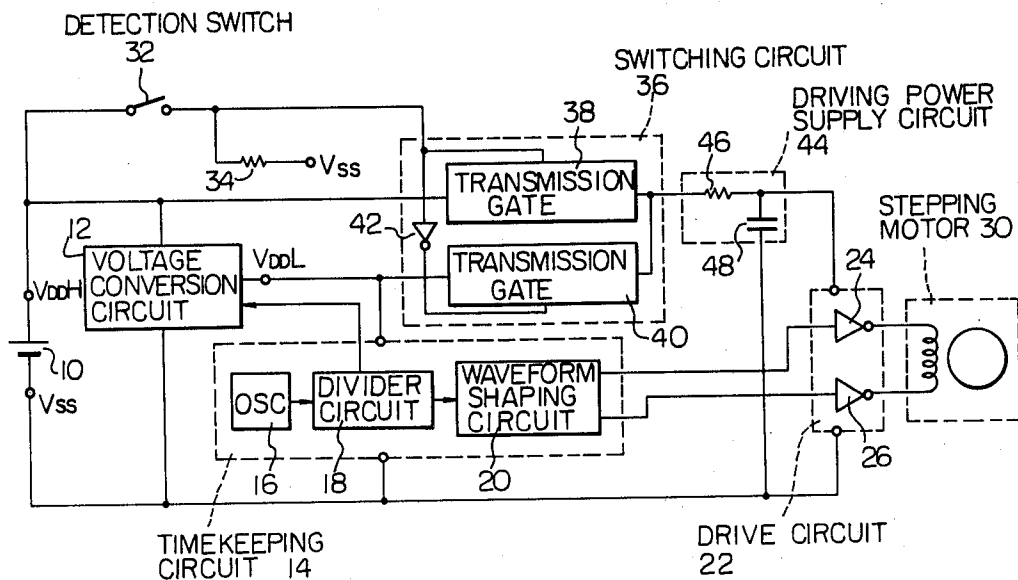 DETECTION SWITCH
32
SWITCHING CIRCUIT
36
DRIVING POWER
SUPPLY CIRCUIT
44
38
46
34
VSS
TRANSMISSION
GATE
STEPPING
MOTOR 30
12
42
48
VOLTAGE
CONVERSION
CIRCUIT
VDDL
TRANSMISSION
GATE
24
VDDH
40
10
VSS
OSC
DIVIDER
CIRCUIT
WAVEFORM
SHAPING
CIRCUIT
16
18
20
26
TIMEKEEPING
CIRCUIT 14
DRIVE CIRCUIT
22